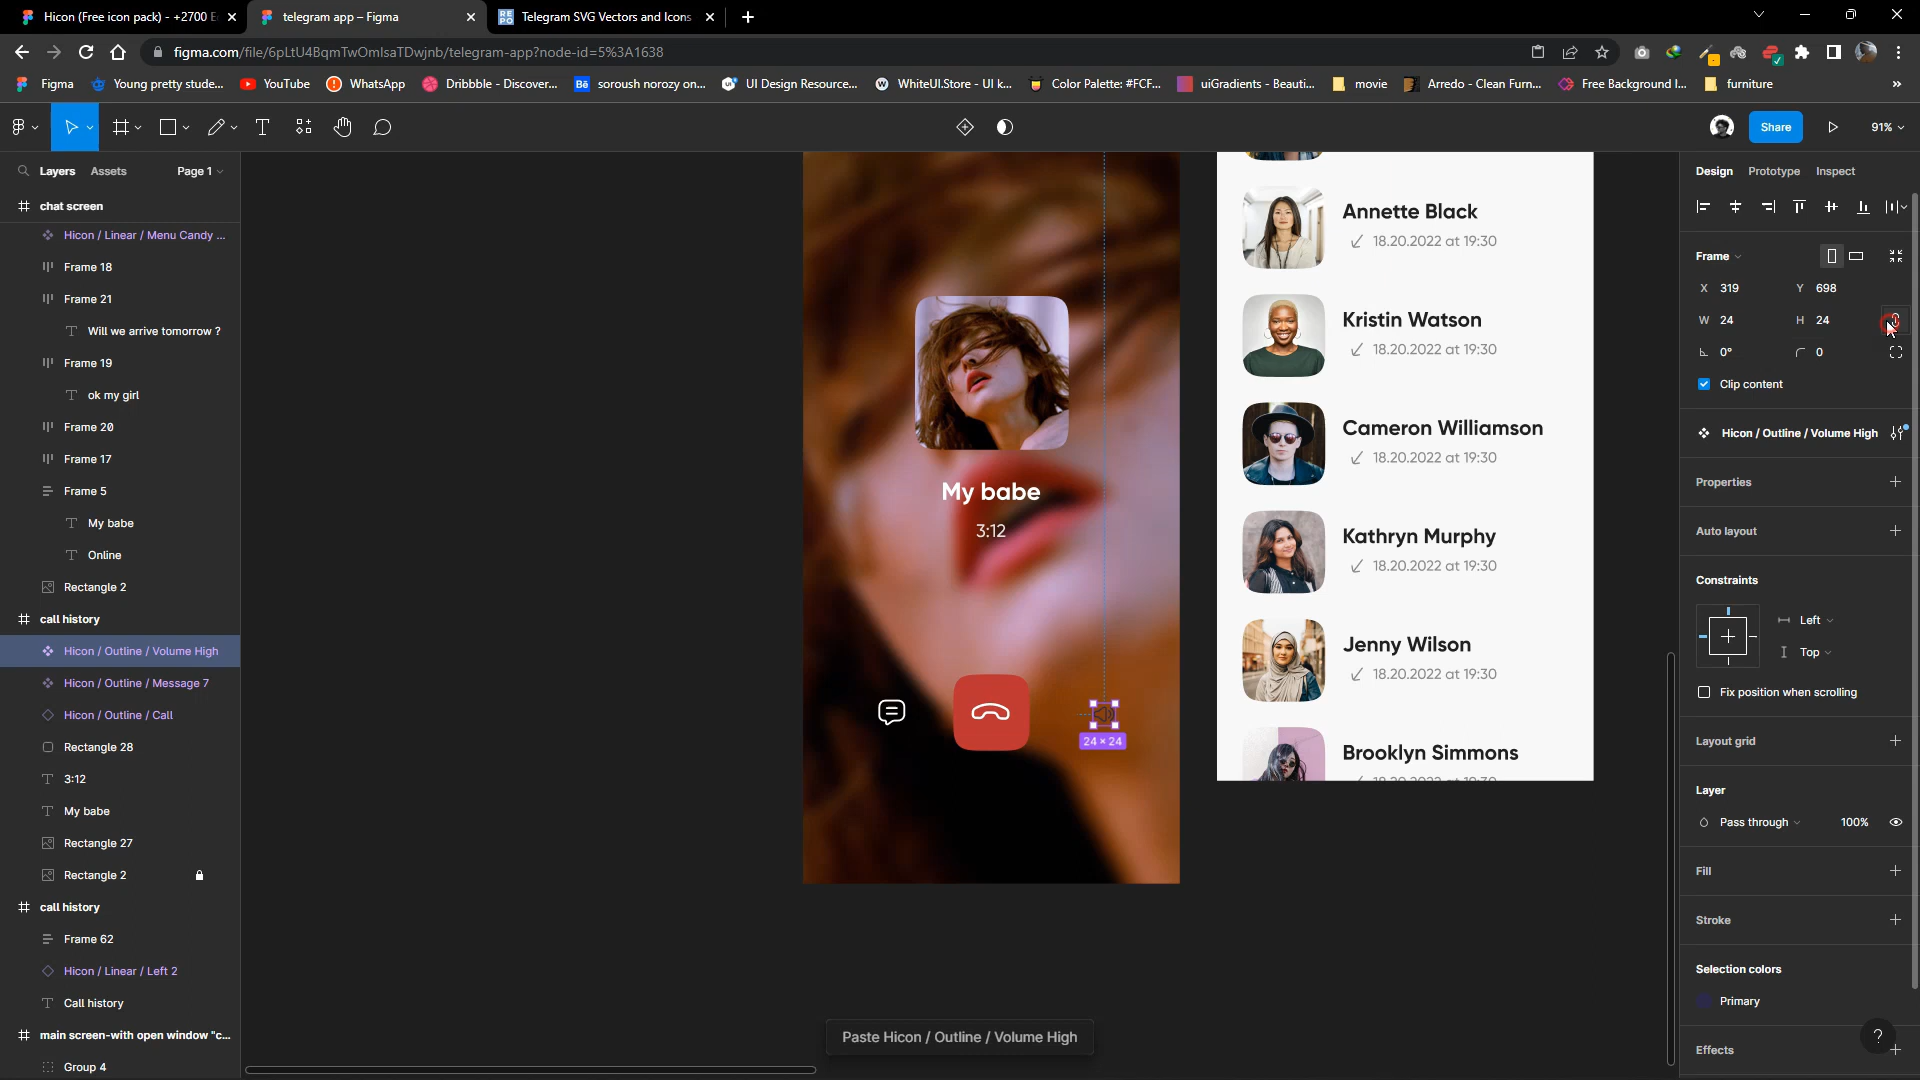 Hicon (Free icon pack) - +2700 E
telegram app – Figma
Telegram SVG Vectors and Icons
figma.com/file/6pLtU4BqmTwOmlsaTDwjnb/telegram-app?node-id=5%3A1638
Figma
Young pretty stude...
YouTube
WhatsApp
Dribbble - Discover...
Bē soroush norozy on...
UI Design Resource...
WhiteUI.Store - UI k...
Color Palette: #FCF...
uiGradients - Beauti...
movie
Arredo - Clean Furn...
Free Background I...
furniture
Share
91%
Layers
Assets
Page 1
chat screen
Hicon / Linear / Menu Candy ...
Frame 18
Frame 21
Will we arrive tomorrow ?
Frame 19
ok my girl
Frame 20
Frame 17
Frame 5
My babe
Online
Rectangle 2
call history
Hicon / Outline / Volume High
Hicon / Outline / Message 7
Hicon / Outline / Call
Rectangle 28
3:12
My babe
Rectangle 27
Rectangle 2
call history
Frame 62
Hicon / Linear / Left 2
Call history
main screen-with open window "c...
Group 4
My babe
3:12
24 × 24
Annette Black
18.20.2022 at 19:30
Kristin Watson
18.20.2022 at 19:30
Cameron Williamson
18.20.2022 at 19:30
Kathryn Murphy
18.20.2022 at 19:30
Jenny Wilson
18.20.2022 at 19:30
Brooklyn Simmons
Paste Hicon / Outline / Volume High
Design
Prototype
Inspect
Frame
X 319
Y 698
W 24
H 24
0°
0
Clip content
Hicon / Outline / Volume High
Properties
Auto layout
Constraints
Left
Top
Fix position when scrolling
Layout grid
Layer
Pass through
100%
Fill
Stroke
Selection colors
Primary
Effects
?